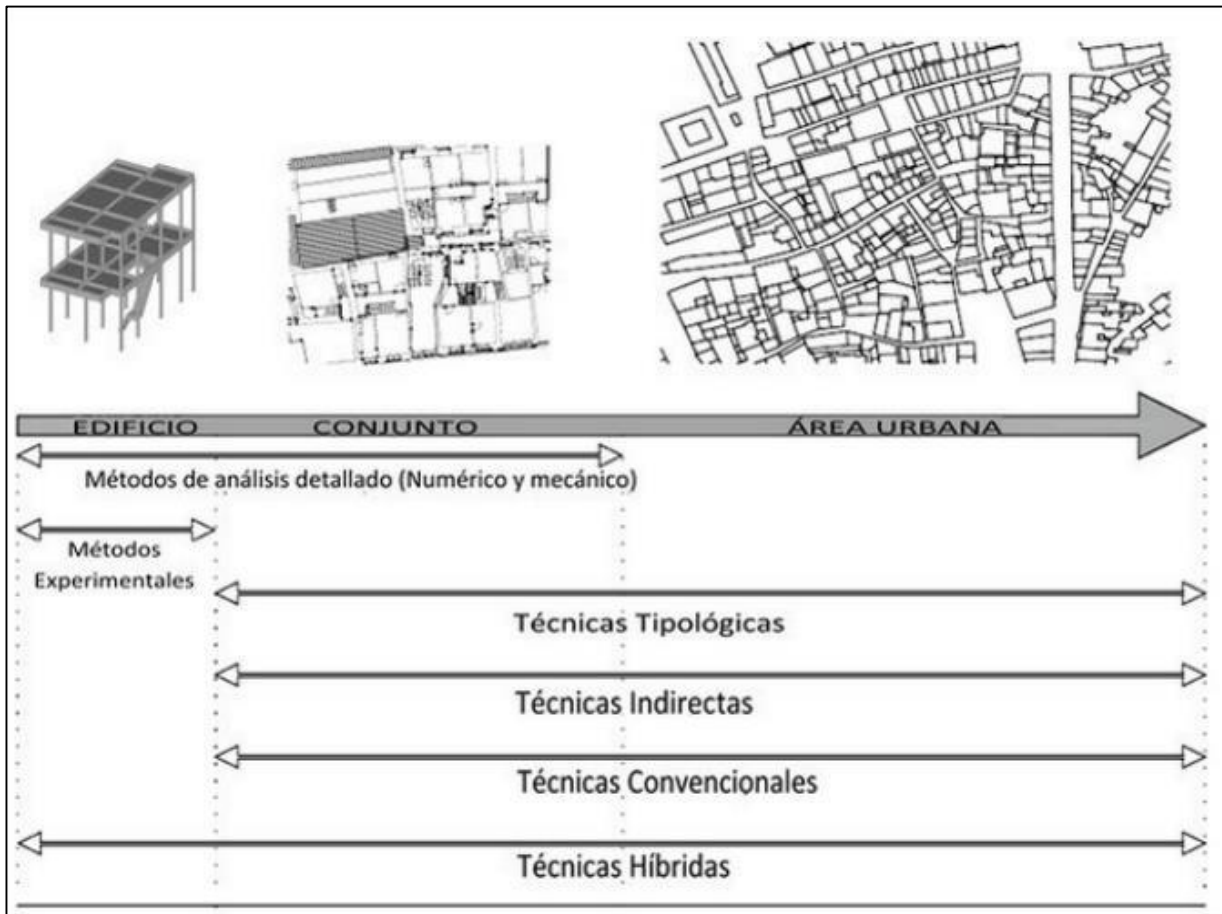 EDIFICIO CONJUNTO ÁREA URBANA
Métodos de análisis detallado (Numérico y mecánico)
Métodos
Experimentales
Técnicas Tipológicas
Técnicas Indirectas
Técnicas Convencionales
Técnicas Híbridas